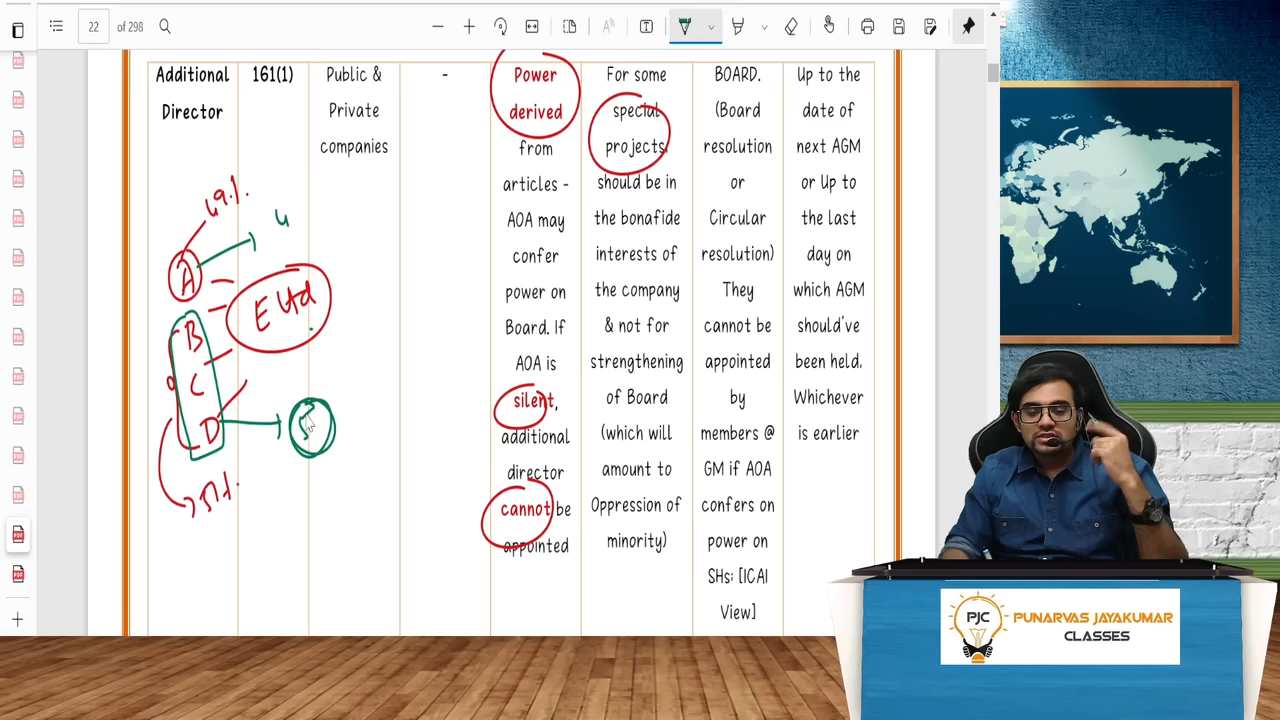 22
of 298
Additional
Director
161(1)
Public &
Private
companies
-
Power
derived
from
articles -
AOA may
confer
power on
Board. If
AOA is
silent,
additional
director
cannot be
appointed
For some
special
projects.
should be in
the bonafide
interests of
the company
& not for
strengthening
of Board
(which will
amount to
Oppression of
minority)
BOARD.
(Board
resolution
or
Circular
resolution)
They
cannot be
appointed
by
members @
GM if AOA
confers on
power on
SHs: [ICAI
View]
Up to the
date of
next AGM
or Up to
the last
day on
which AGM
should've
been held.
Whichever
is earlier
49%.
4
A
E Ltd
B
C
D
5
51%.
PJC
PUNARVAS JAYAKUMAR
CLASSES